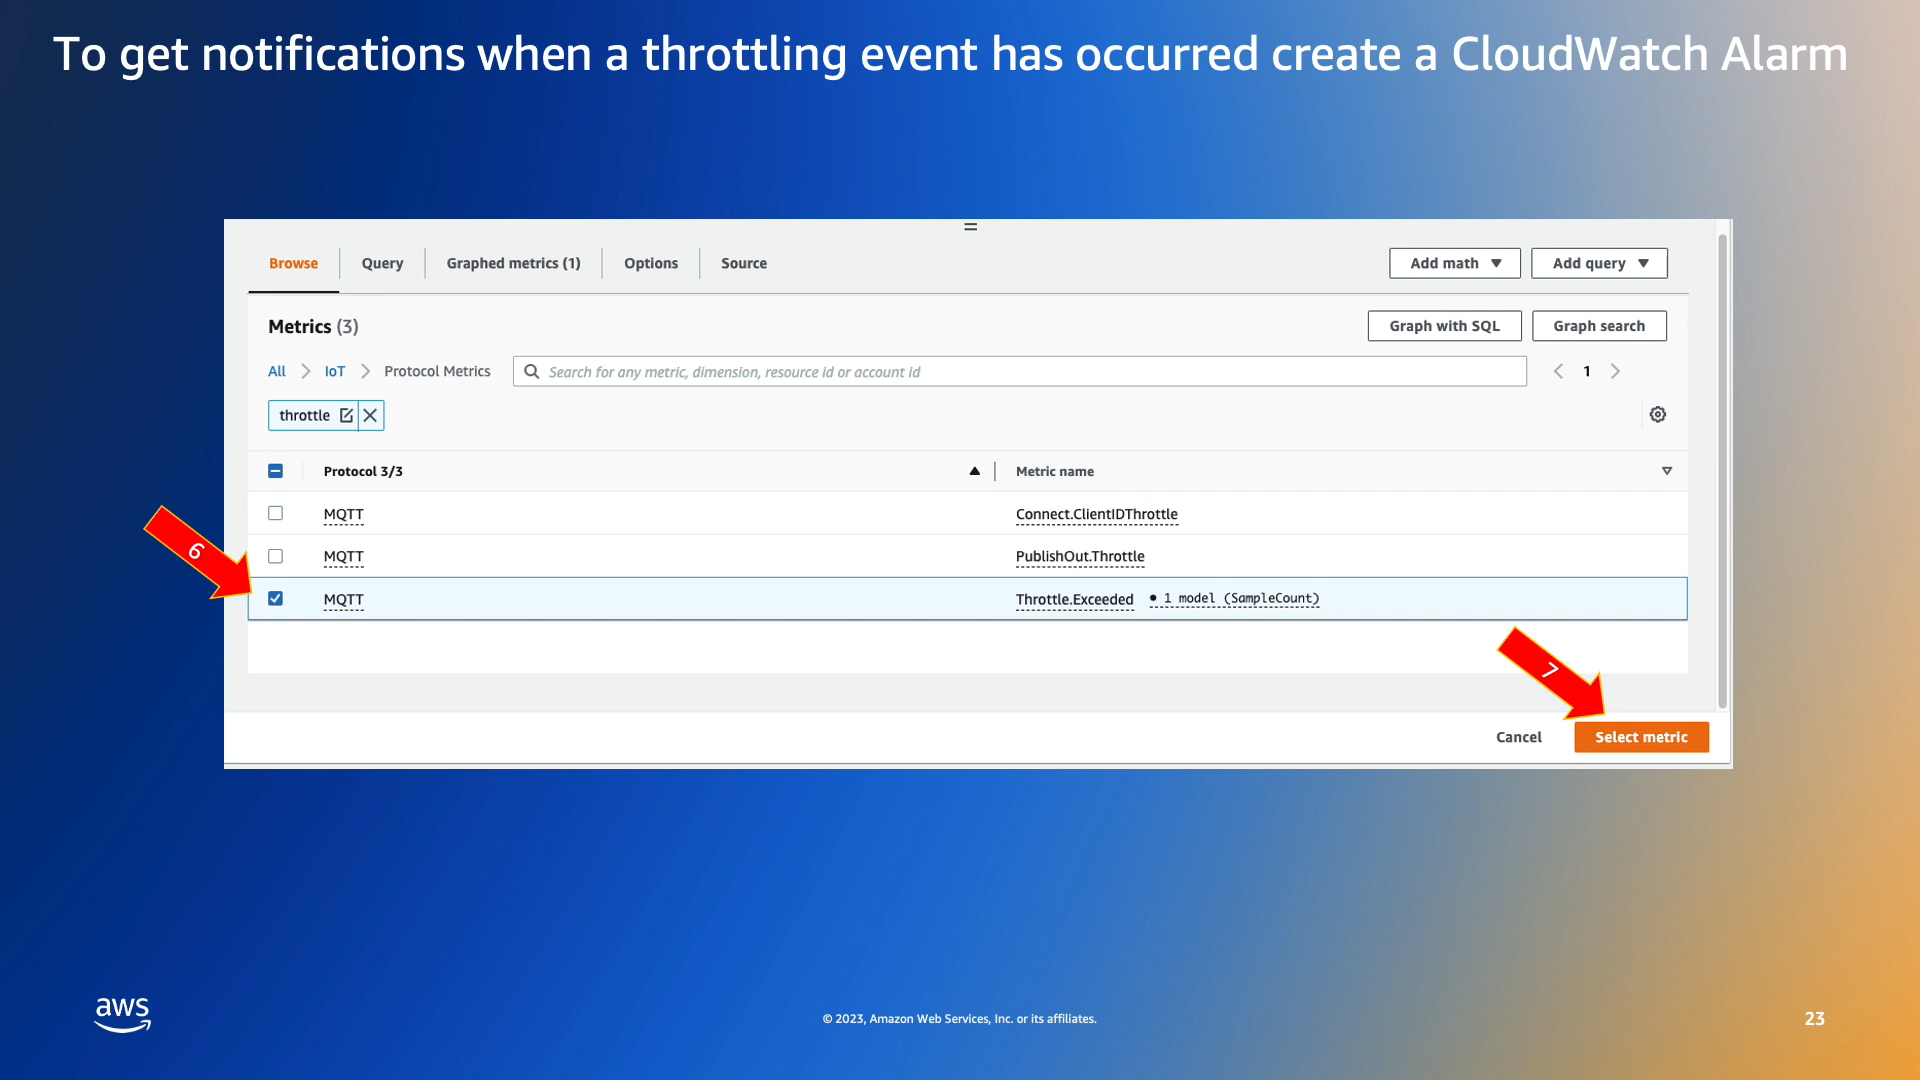 To get notifications when a throttling event has occurred create a CloudWatch Alarm
Browse Query Graphed metrics (1) Options Source Add math Add query
Metrics (3) Graph with SQL Graph search
All IoT Protocol Metrics Search for any metric, dimension, resource id or account id 1
throttle
Protocol 3/3 Metric name
MQTT Connect.ClientIDThrottle
MQTT PublishOut.Throttle
6
MQTT Throttle.Exceeded • 1 model (SampleCount)
7
Cancel Select metric
aws
© 2023, Amazon Web Services, Inc. or its affiliates.
23